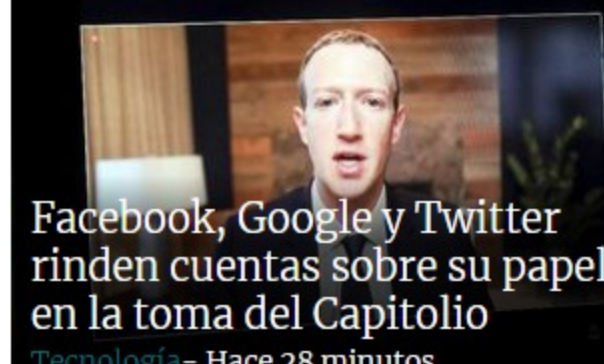 Facebook, Google y Twitter
rinden cuentas sobre su papel
en la toma del Capitolio
Tecnología- Hace 28 minutos